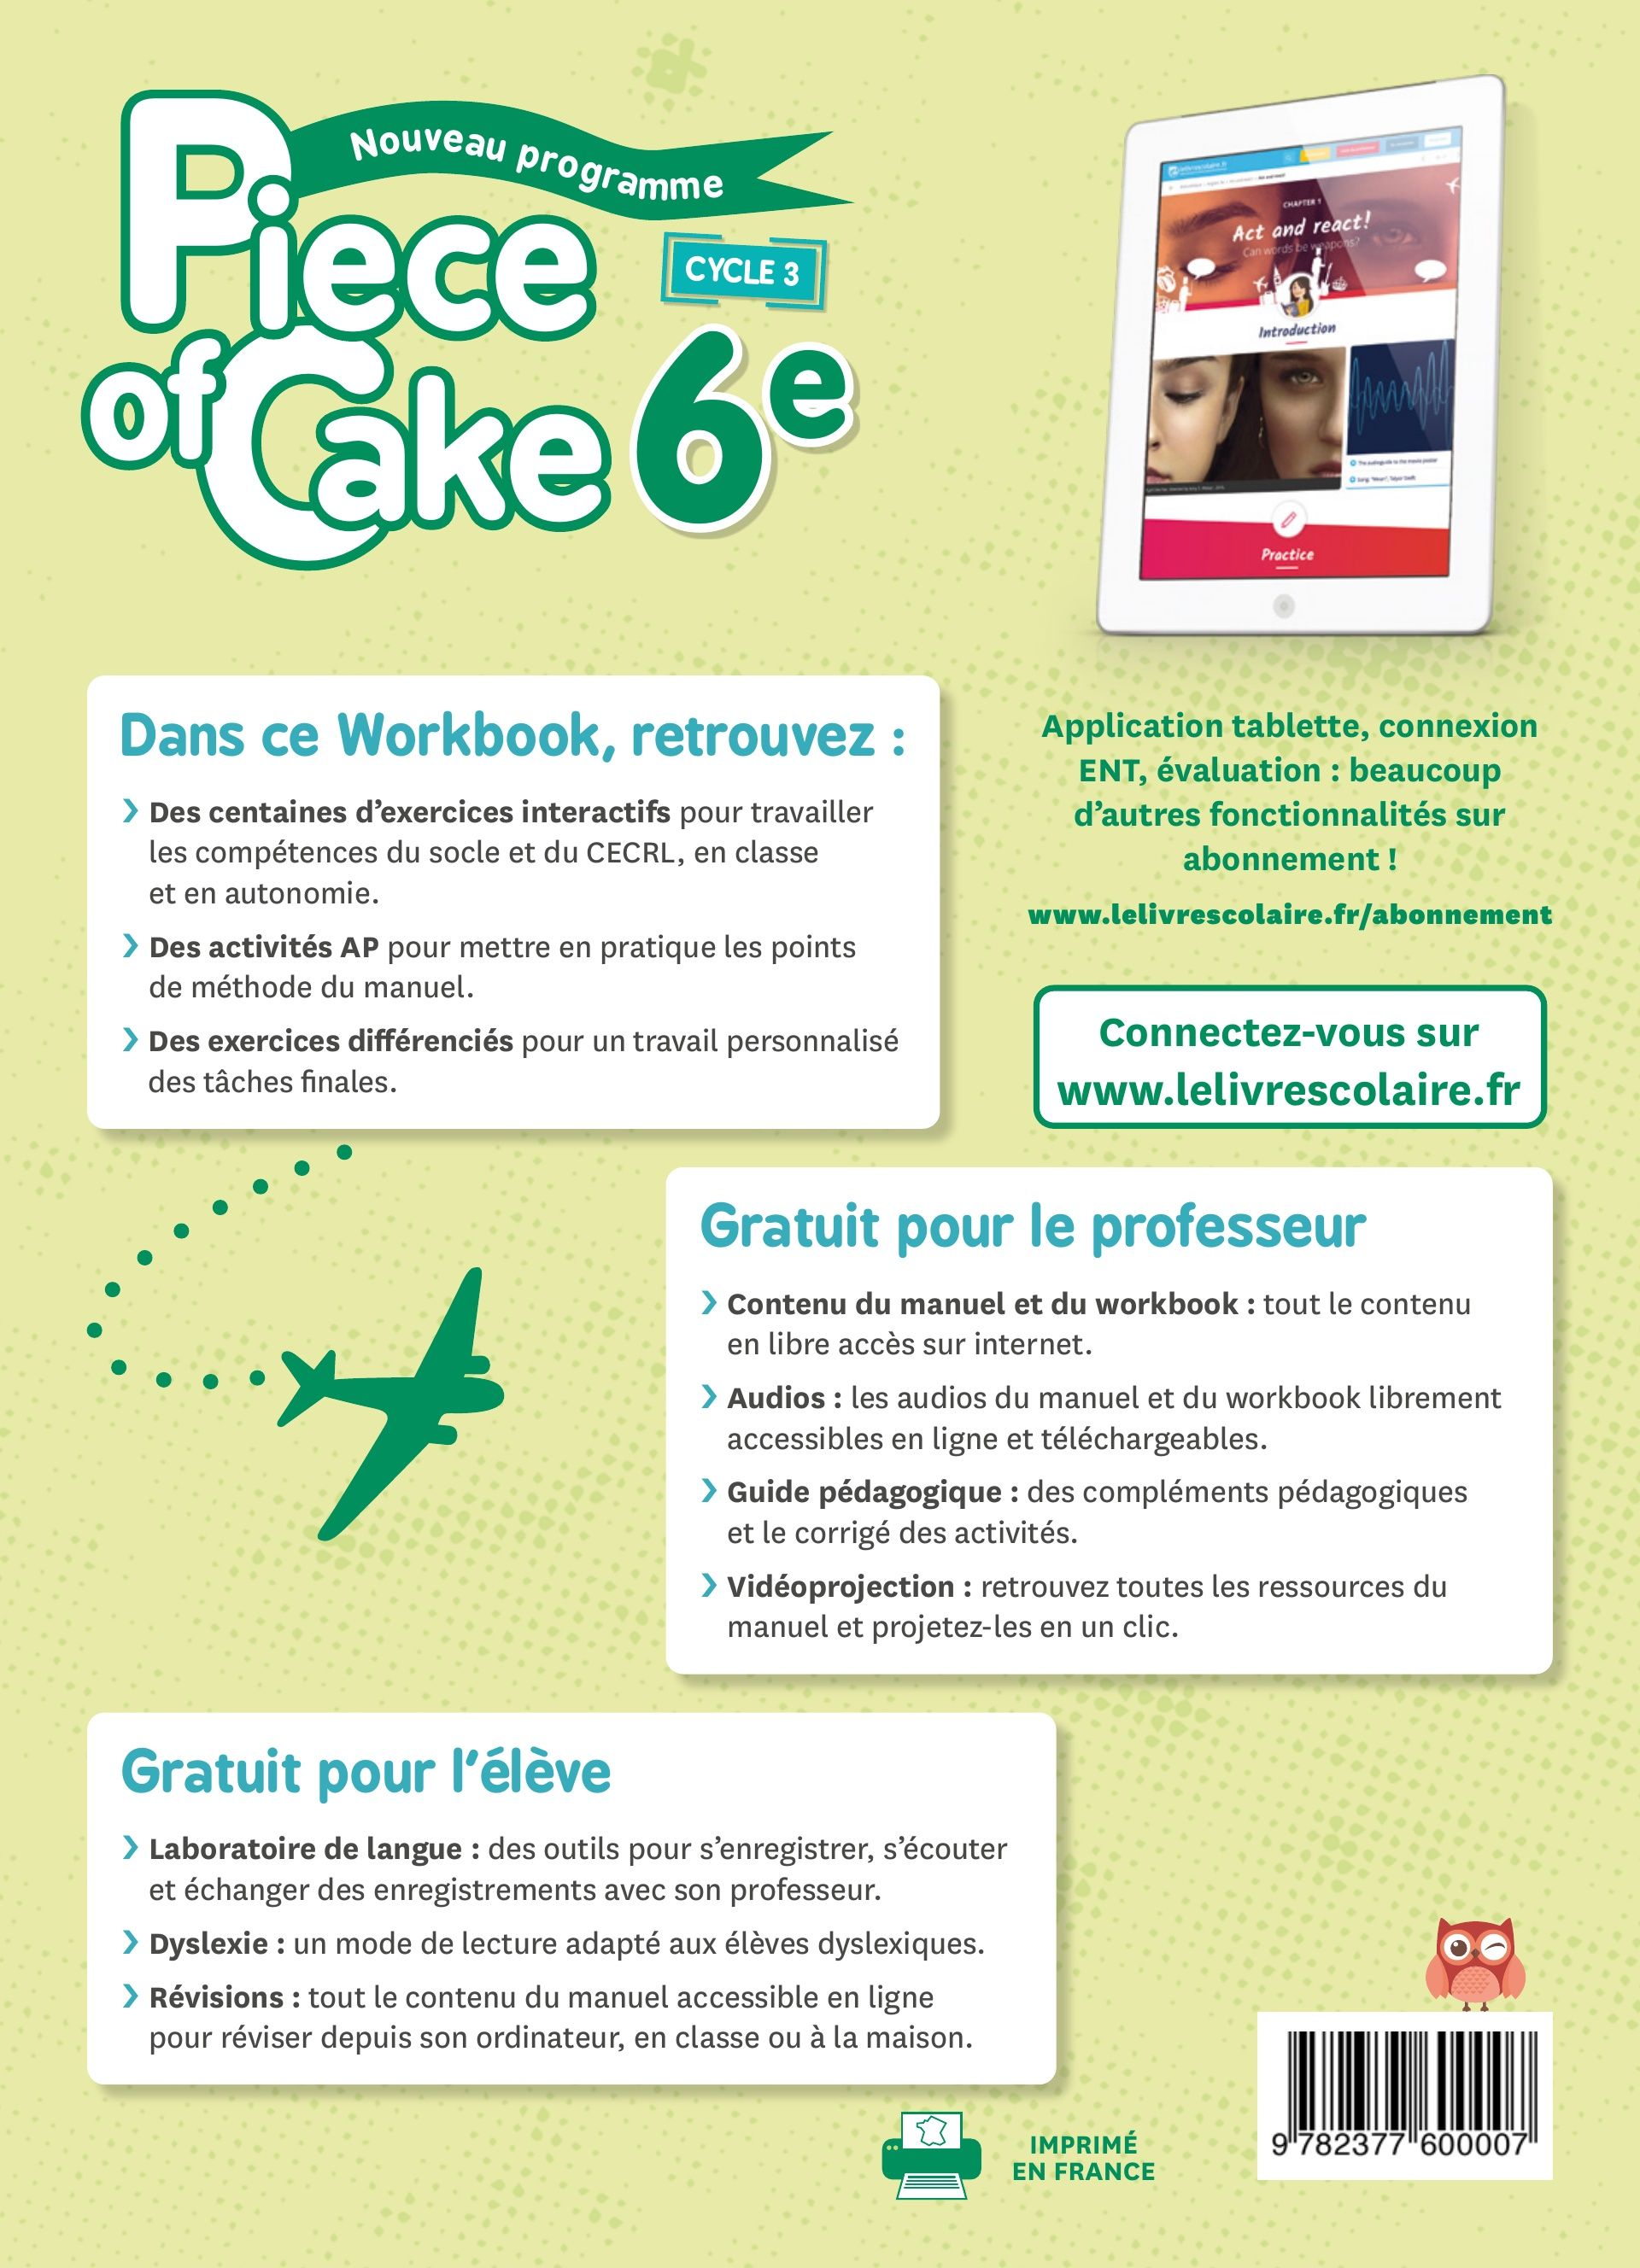 Nouveau programme
Piece
of Cake 6e
CYCLE 3
CHAPTER 1
Act and react!
Can words be weapons?
Introduction
Song: "Mean", Taylor Swift
Practice
Dans ce Workbook, retrouvez :
Des centaines d’exercices interactifs pour travailler
les compétences du socle et du CECRL, en classe
et en autonomie.
Des activités AP pour mettre en pratique les points
de méthode du manuel.
Des exercices différenciés pour un travail personnalisé
des tâches finales.
Application tablette, connexion
ENT, évaluation : beaucoup
d’autres fonctionnalités sur
abonnement !
www.lelivrescolaire.fr/abonnement
Connectez-vous sur
www.lelivrescolaire.fr
Gratuit pour le professeur
Contenu du manuel et du workbook : tout le contenu
en libre accès sur internet.
Audios : les audios du manuel et du workbook librement
accessibles en ligne et téléchargeables.
Guide pédagogique : des compléments pédagogiques
et le corrigé des activités.
Vidéoprojection : retrouvez toutes les ressources du
manuel et projetez-les en un clic.
Gratuit pour l’élève
Laboratoire de langue : des outils pour s’enregistrer, s’écouter
et échanger des enregistrements avec son professeur.
Dyslexie : un mode de lecture adapté aux élèves dyslexiques.
Révisions : tout le contenu du manuel accessible en ligne
pour réviser depuis son ordinateur, en classe ou à la maison.
IMPRIMÉ
EN FRANCE
9 782377 600007